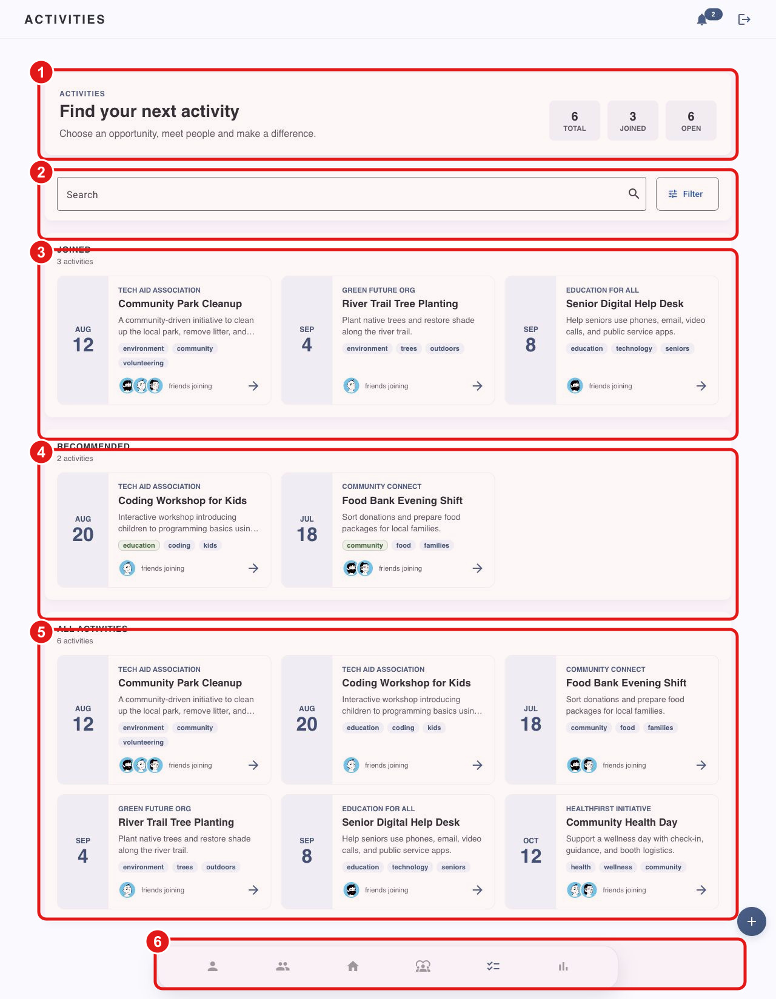 ACTIVITIES
2
1
ACTIVITIES
Find your next activity
Choose an opportunity, meet people and make a difference.
6
TOTAL
3
JOINED
6
OPEN
2
Search
Filter
3
JOINED
3 activities
AUG
12
TECH AID ASSOCIATION
Community Park Cleanup
A community-driven initiative to clean
up the local park, remove litter, and...
environment community
volunteering
friends joining
SEP
4
GREEN FUTURE ORG
River Trail Tree Planting
Plant native trees and restore shade
along the river trail.
environment trees outdoors
friends joining
SEP
8
EDUCATION FOR ALL
Senior Digital Help Desk
Help seniors use phones, email, video
calls, and public service apps.
education technology seniors
friends joining
4
RECOMMENDED
2 activities
AUG
20
TECH AID ASSOCIATION
Coding Workshop for Kids
Interactive workshop introducing
children to programming basics usin...
education coding kids
friends joining
JUL
18
COMMUNITY CONNECT
Food Bank Evening Shift
Sort donations and prepare food
packages for local families.
community food families
friends joining
5
ALL ACTIVITIES
6 activities
AUG
12
TECH AID ASSOCIATION
Community Park Cleanup
A community-driven initiative to clean
up the local park, remove litter, and...
environment community
volunteering
friends joining
AUG
20
TECH AID ASSOCIATION
Coding Workshop for Kids
Interactive workshop introducing
children to programming basics usin...
education coding kids
friends joining
JUL
18
COMMUNITY CONNECT
Food Bank Evening Shift
Sort donations and prepare food
packages for local families.
community food families
friends joining
SEP
4
GREEN FUTURE ORG
River Trail Tree Planting
Plant native trees and restore shade
along the river trail.
environment trees outdoors
friends joining
SEP
8
EDUCATION FOR ALL
Senior Digital Help Desk
Help seniors use phones, email, video
calls, and public service apps.
education technology seniors
friends joining
OCT
12
HEALTHFIRST INITIATIVE
Community Health Day
Support a wellness day with check-in,
guidance, and booth logistics.
health wellness community
friends joining
6